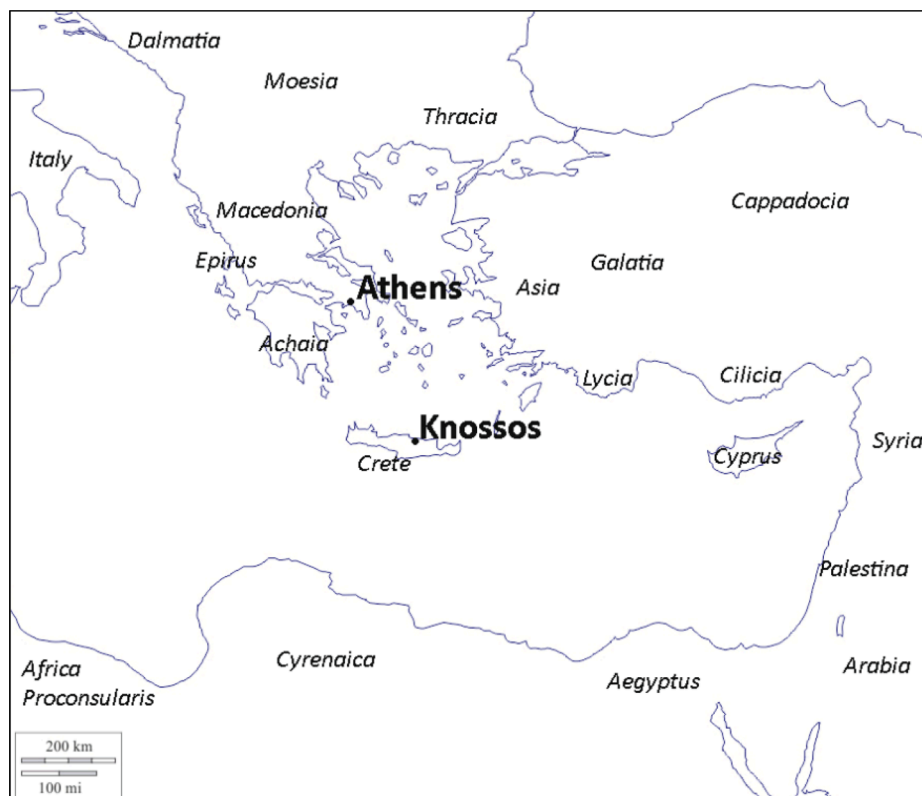 Dalmatia
Moesia
Thracia
Italy
Cappadocia
Macedonia
Epirus
Galatia
Athens
Asia
Achaia
Lycia
Cilicia
Knossos
Syria
Crete
Cyprus
Palestina
Cyrenaica
Africa
Proconsularis
Arabia
Aegyptus
200 km
100 mi